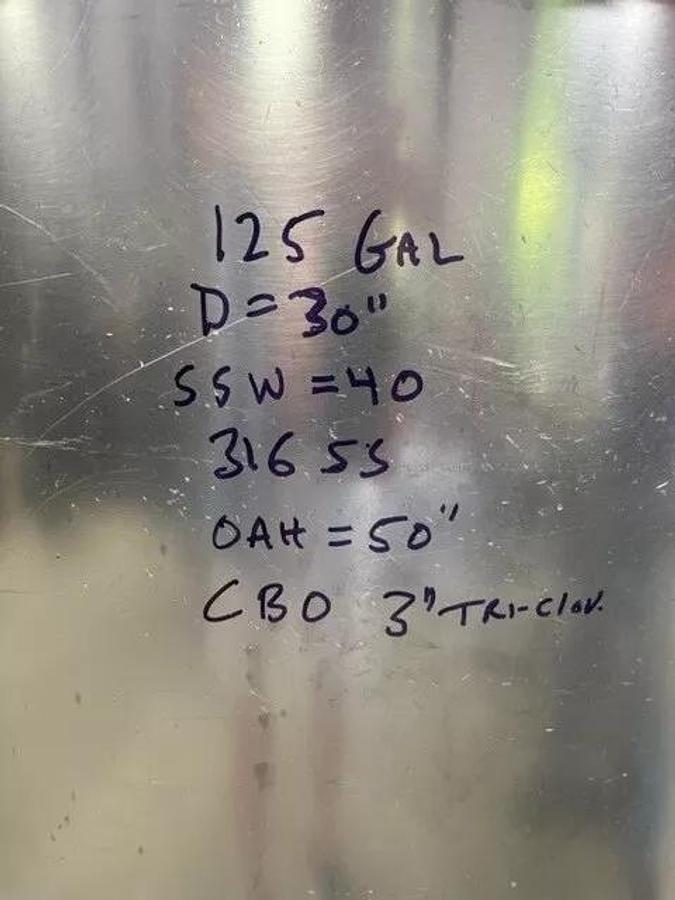 125 GAL
D = 30"
SSW = 40
316 SS
OAH = 50"
CBO 3" TRI-Clov.